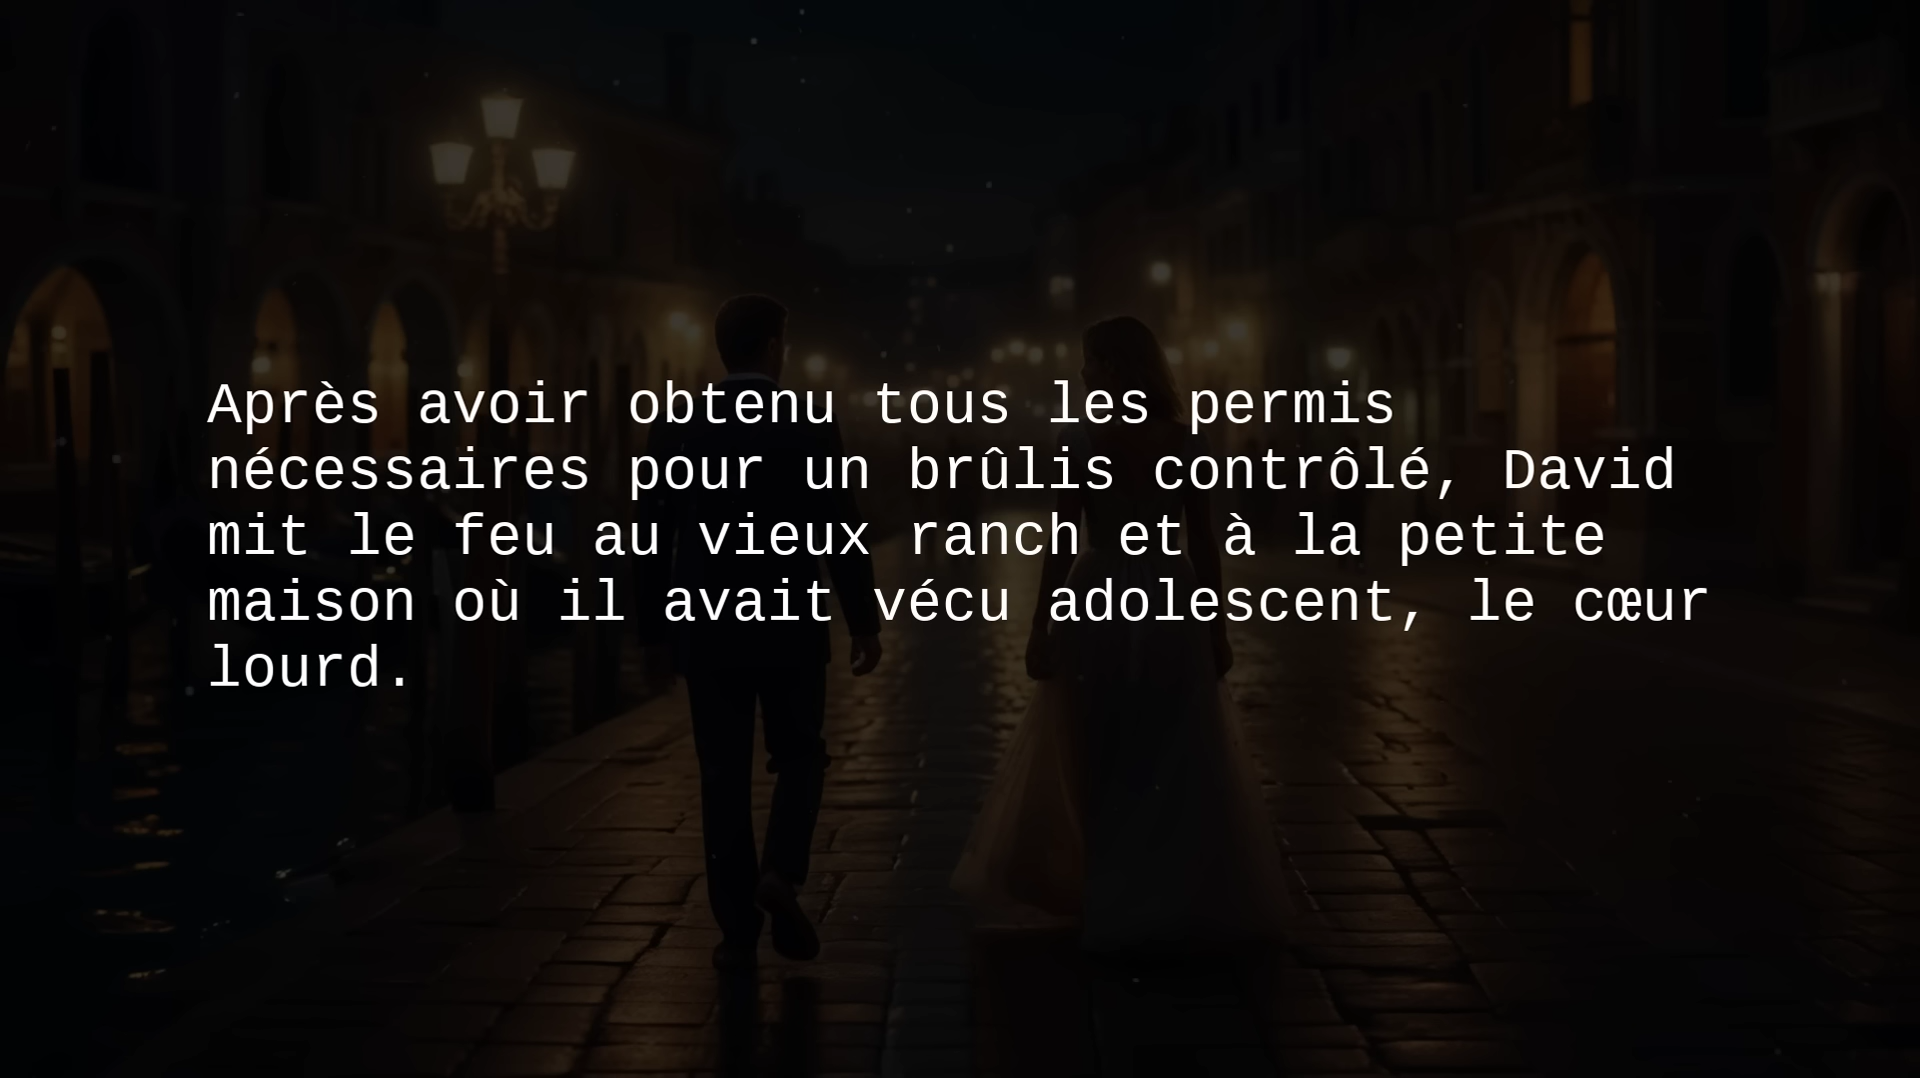 Après avoir obtenu tous les permis
nécessaires pour un brûlis contrôlé, David
mit le feu au vieux ranch et à la petite
maison où il avait vécu adolescent, le cœur
lourd.